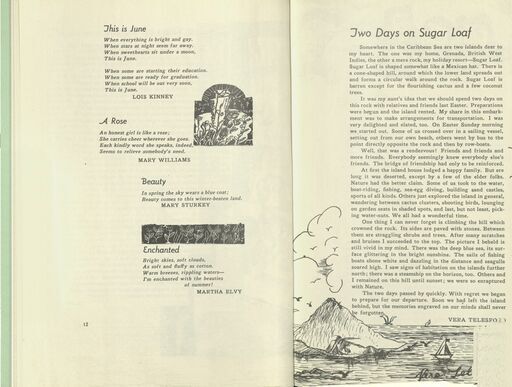 This is June
When everything is bright and gay.
When stars at night seem far away.
When sweethearts sit under a moon,
This is June.
When some are starting their education.
When some are ready for graduation.
When school will be out very soon,
This is June.
LOIS KINNEY
A Rose
An honest girl is like a rose;
She carries cheer wherever she goes.
Each kindly word she speaks, indeed,
Seems to relieve somebody's need.
MARY WILLIAMS
Beauty
In spring the sky wears a blue coat;
Beauty comes to this winter-beaten land.
MARY STURKEY
Enchanted
Bright skies, soft clouds,
As soft and fluffy as cotton.
Warm breezes, rippling waters—
I'm enchanted with the beauties
of summer!
MARTHA ELVY
12
Two Days on Sugar Loaf
Somewhere in the Caribbean Sea are two islands dear to
my heart. The one is my home, Grenada, British West
Indies, the other a mere rock, my holiday resort—Sugar Loaf.
Sugar Loaf is shaped somewhat like a Mexican hat. There is
a cone-shaped hill, around which the lower land spreads out
and forms a circular walk around the rock. Sugar Loaf is
barren except for the flourishing cactus and a few coconut
trees.
It was my aunt's idea that we should spend two days on
this rock with relatives and friends last Easter. Preparations
were begun and the island rented. My share in this embark-
ment was to make arrangements for transportation. I was
very delighted and elated, too. On Easter Sunday morning
we started out. Some of us crossed over in a sailing vessel,
setting out from our own beach, others went by bus to the
point directly opposite the rock and then by row-boats.
Well, that was a rendezvous! Friends and friends and
more friends. Everybody seemingly knew everybody else's
friends. The bridge of friendship had only to be reinforced.
At first the island house lodged a happy family. But ere
long it was deserted, except by a few of the elder folks.
Nature had the better claim. Some of us took to the water,
boat-riding, fishing, sea-egg diving, building sand castles,
sports of all kinds. Others just explored the island in general,
wandering between cactus clusters, shooting birds, lounging
on garden seats in shaded spots, and last, but not least, pick-
ing water-nuts. We all had a wonderful time.
One thing I can never forget is climbing the hill which
crowned the rock. Its sides are paved with stones. Between
them are straggling shrubs and trees. After many scratches
and bruises I succeeded to the top. The picture I beheld is
still vivid in my mind. There was the deep blue sea, its sur-
face glittering in the bright sunshine. The sails of fishing
boats shone white and dazzling in the distance and seagulls
soared high. I saw signs of habitation on the islands further
north; there was a steamship on the horizon, too. Others and
I remained on this hill until sunset; we were so enraptured
with Nature.
The two days passed by quickly. With regret we began
to prepare for our departure. Soon we had left the island
behind, but the memories engraved on our minds shall never
be forgotten.
VERA TELESFO